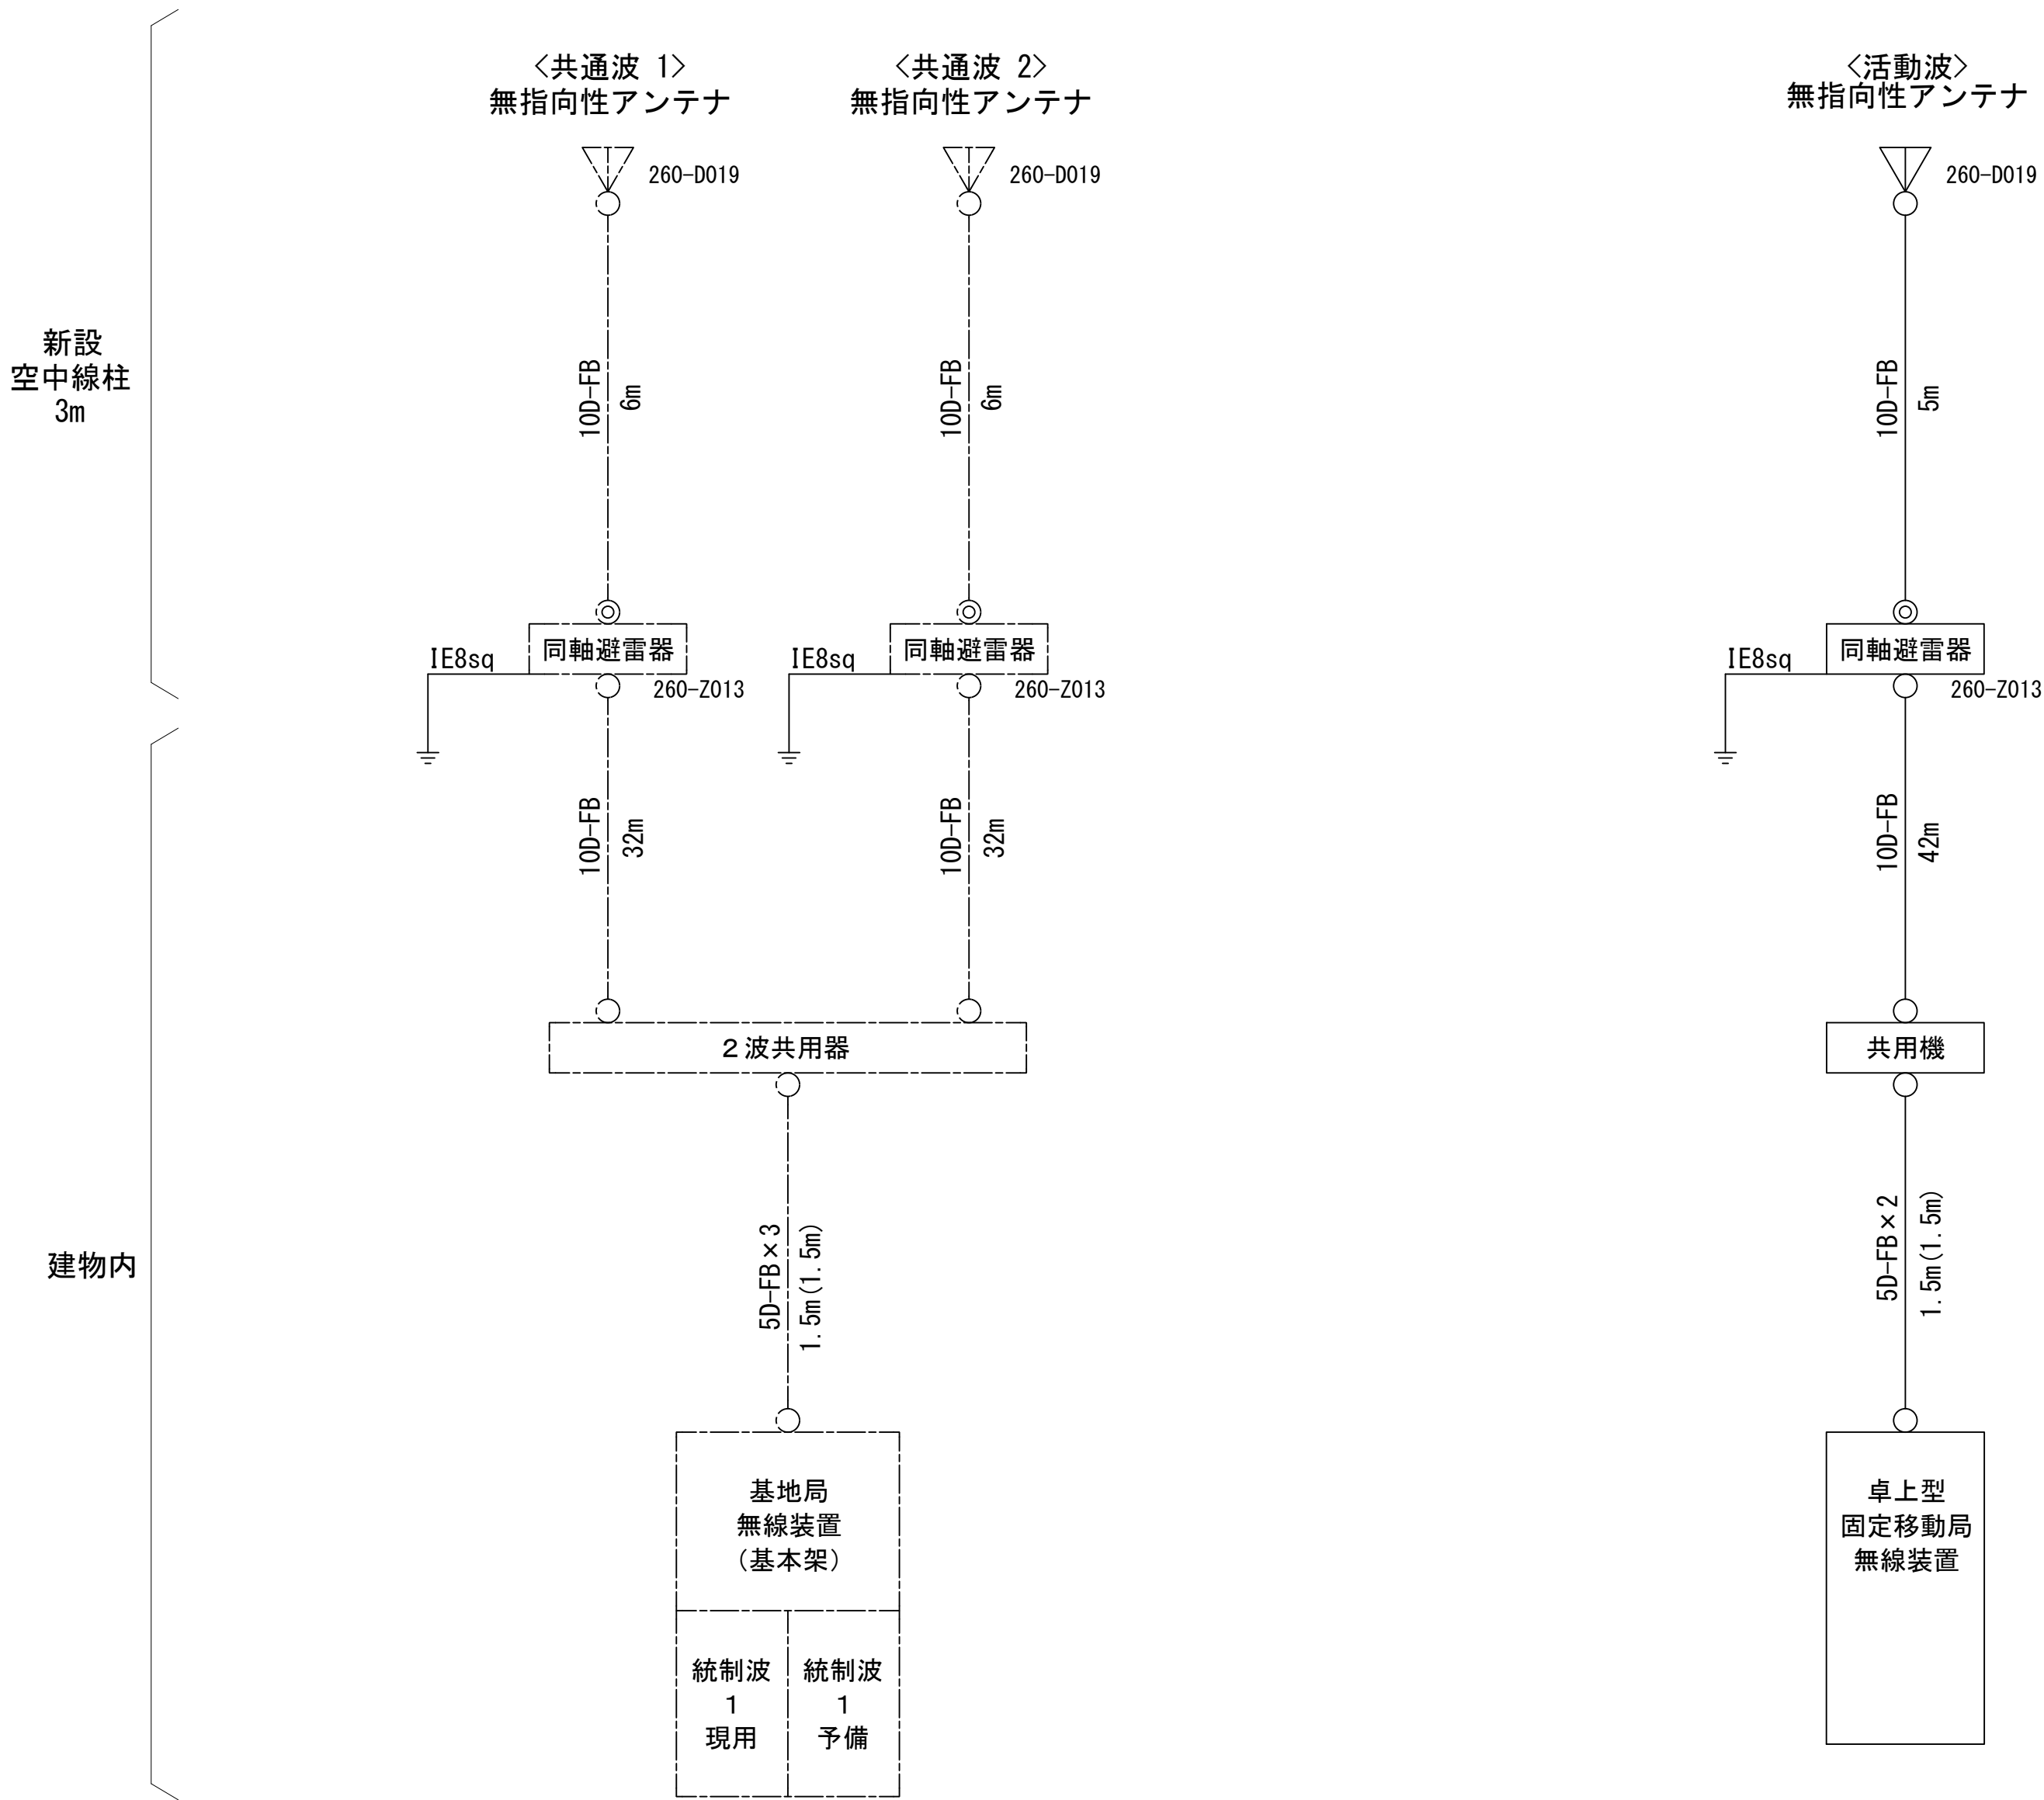 <共通波 1>
無指向性アンテナ
260-D019
<共通波 2>
無指向性アンテナ
260-D019
<活動波>
無指向性アンテナ
260-D019
新設
空中線柱
3m
10D-FB
6m
10D-FB
6m
10D-FB
5m
同軸避雷器
IE8sq
260-Z013
同軸避雷器
IE8sq
260-Z013
同軸避雷器
IE8sq
260-Z013
10D-FB
32m
10D-FB
32m
10D-FB
42m
2波共用器
共用機
建物内
5D-FB×3
1.5m(1.5m)
5D-FB×2
1.5m(1.5m)
基地局
無線装置
(基本架)
統制波
1
現用
統制波
1
予備
卓上型
固定移動局
無線装置